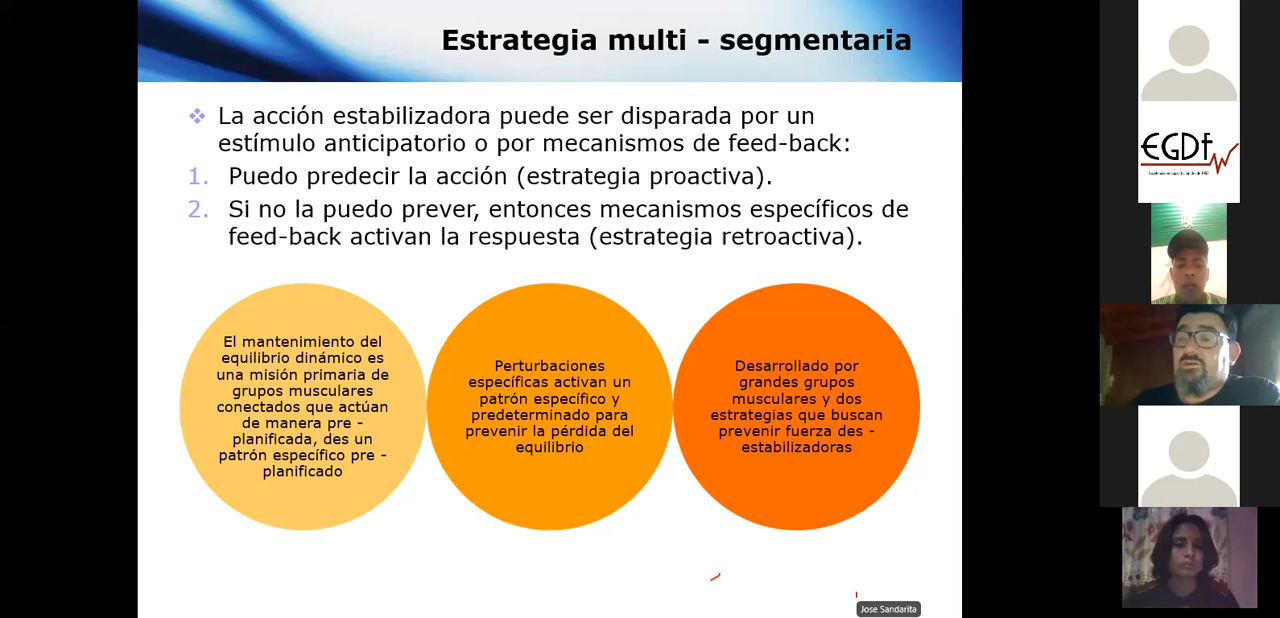 Estrategia multi - segmentaria
La acción estabilizadora puede ser disparada por un
estímulo anticipatorio o por mecanismos de feed-back:
1. Puedo predecir la acción (estrategia proactiva).
2. Si no la puedo prever, entonces mecanismos específicos de
feed-back activan la respuesta (estrategia retroactiva).
El mantenimiento del
equilibrio dinámico es
una misión primaria de
grupos musculares
conectados que actúan
de manera pre -
planificada, des un
patrón específico pre -
planificado
Perturbaciones
específicas activan un
patrón específico y
predeterminado para
prevenir la pérdida del
equilibrio
Desarrollado por
grandes grupos
musculares y dos
estrategias que buscan
prevenir fuerza des -
estabilizadoras
EGDf
Jose Sandarita